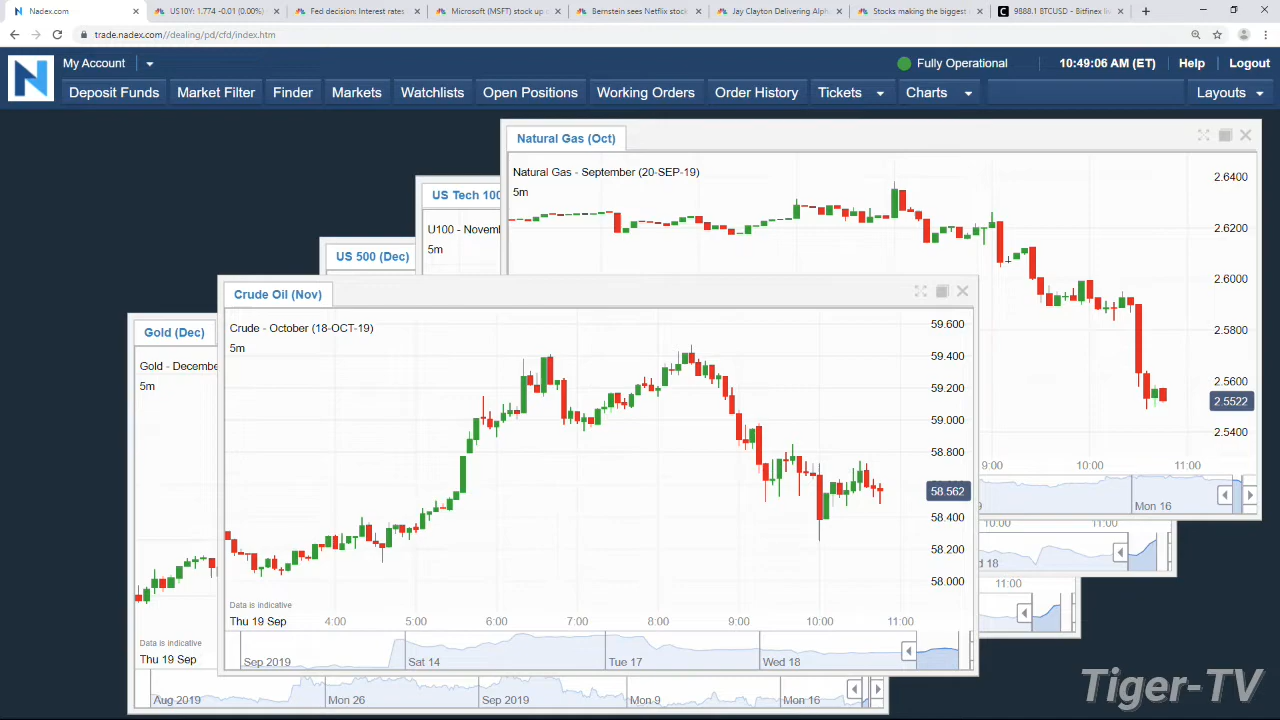 Nadex.com
US10Y: 1.774 -0.01 (0.00%)
Fed decision: Interest rates
Microsoft (MSFT) stock up
Bernstein sees Netflix stock
Jay Clayton Delivering Alph
Stocks making the biggest
9888.1 BTCUSD - Bitfinex li
trade.nadex.com//dealing/pd/cfd/index.htm
My Account
Fully Operational
10:49:06 AM (ET)
Help
Logout
Deposit Funds
Market Filter
Finder
Markets
Watchlists
Open Positions
Working Orders
Order History
Tickets
Charts
Layouts
Natural Gas (Oct)
Natural Gas - September (20-SEP-19)
5m
2.6400
2.6200
2.6000
2.5800
2.5600
2.5522
2.5400
9:00
10:00
11:00
Mon 16
US Tech 100
U100 - Novem
5m
10:00
11:00
d 18
US 500 (Dec)
11:00
Crude Oil (Nov)
Crude - October (18-OCT-19)
5m
59.600
59.400
59.200
59.000
58.800
58.562
58.400
58.200
58.000
Data is indicative
Thu 19 Sep
4:00
5:00
6:00
7:00
8:00
9:00
10:00
11:00
Sep 2019
Sat 14
Tue 17
Wed 18
Gold (Dec)
Gold - Decembe
5m
Data is indicative
Thu 19 Sep
Aug 2019
Mon 26
Sep 2019
Mon 9
Mon 16
Tiger-TV